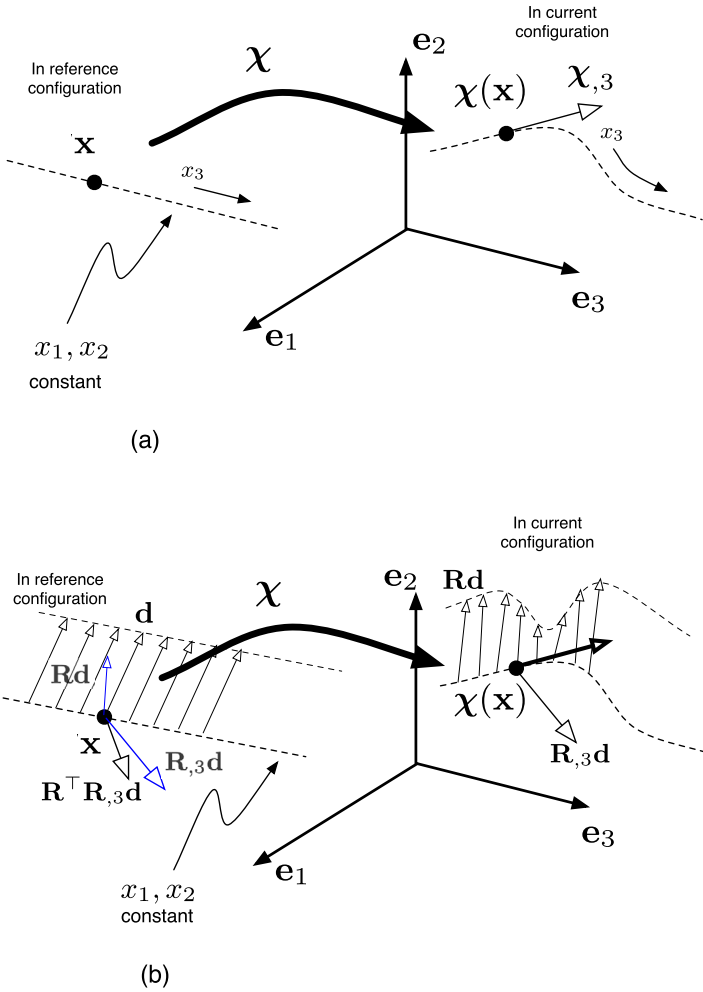 In current
configuration
e₂
χ
In reference
configuration
χ(x)
χ,₃
x
x₃
x₃
e₃
e₁
x₁, x₂
constant
(a)
In current
configuration
In reference
configuration
e₂
Rd
χ
d
Rd
χ(x)
x
R,₃d
R,₃d
R⊤R,₃d
e₃
e₁
x₁, x₂
constant
(b)